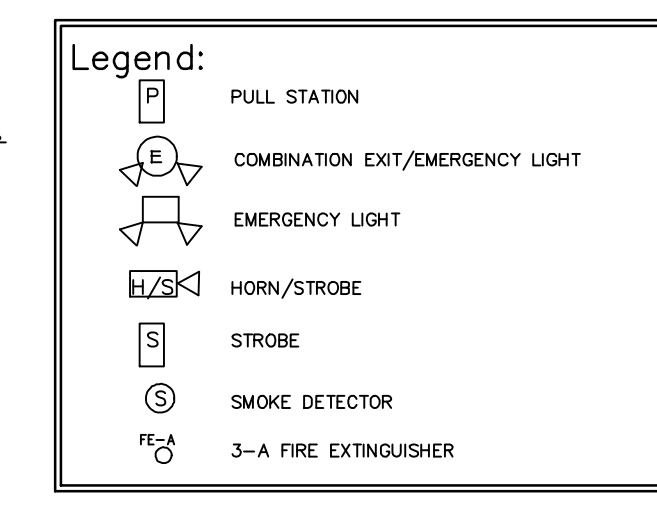 Legend:
P PULL STATION
E COMBINATION EXIT/EMERGENCY LIGHT
EMERGENCY LIGHT
H/S HORN/STROBE
S STROBE
S SMOKE DETECTOR
FE-A 3-A FIRE EXTINGUISHER